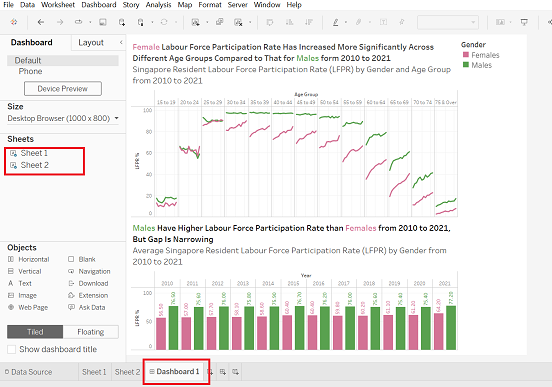 File Data Worksheet Dashboard Story Analysis Map Format Server Window Help
Dashboard Layout
Default
Phone
Device Preview
Size
Desktop Browser (1000 x 800)
Sheets
Sheet 1
Sheet 2
Objects
Horizontal Blank
Vertical Navigation
Text Download
Image Extension
Web Page Ask Data
Tiled Floating
Show dashboard title
Female Labour Force Participation Rate Has Increased More Significantly Across
Different Age Groups Compared to That for Males form 2010 to 2021
Singapore Resident Labour Force Participation Rate (LFPR) by Gender and Age Group
from 2010 to 2021
Gender
Females
Males
Age Group
15 to 19 20 to 24 25 to 29 30 to 34 35 to 39 40 to 44 45 to 49 50 to 54 55 to 59 60 to 64 65 to 69 70 to 74 75 & Over
LFPR %
100
80
60
40
20
0
Males Have Higher Labour Force Participation Rate than Females from 2010 to 2021,
But Gap Is Narrowing
Average Singapore Resident Labour Force Participation Rate (LFPR) by Gender from
2010 to 2021
Year
2010 2011 2012 2013 2014 2015 2016 2017 2018 2019 2020 2021
LFPR %
100
50
0
Data Source Sheet 1 Sheet 2 Dashboard 1